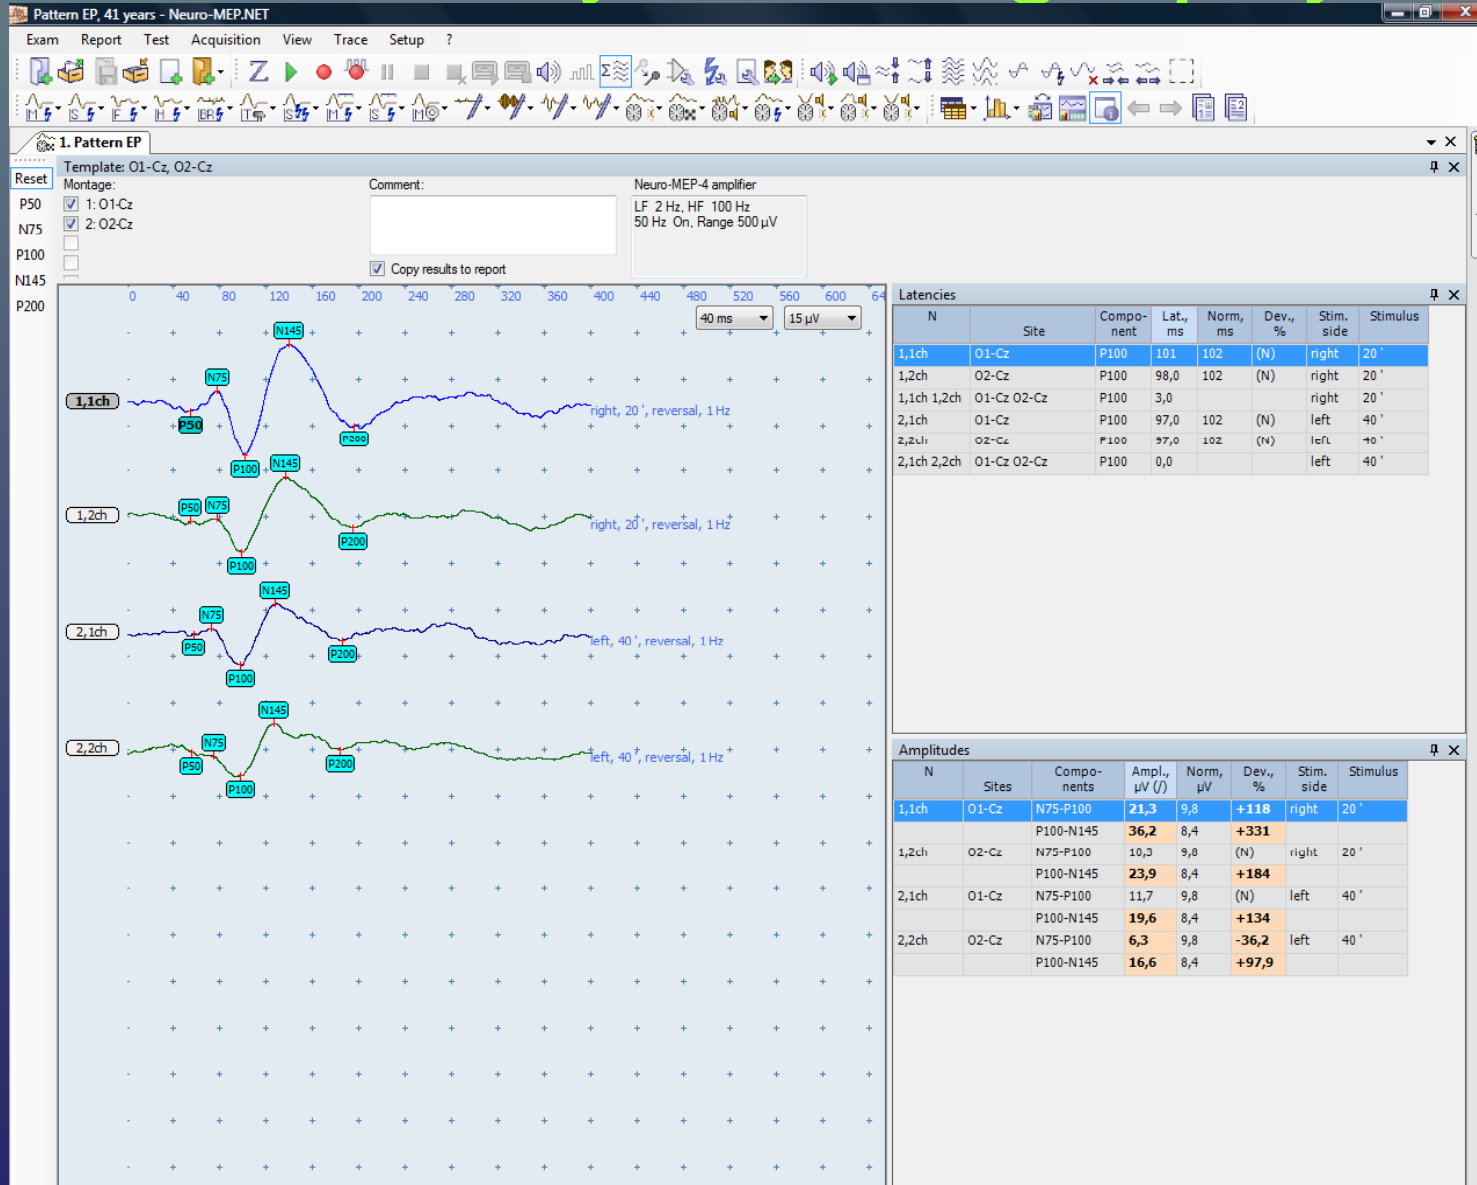 Pattern EP, 41 years - Neuro-MEP.NET
Exam Report Test Acquisition View Trace Setup ?
1. Pattern EP
Template: O1-Cz, O2-Cz
Reset
P50
N75
P100
N145
P200
Montage:
1: O1-Cz
2: O2-Cz
Comment:
Copy results to report
Neuro-MEP-4 amplifier
LF 2 Hz, HF 100 Hz
50 Hz On, Range 500 µV
0 40 80 120 160 200 240 280 320 360 400 440 480 520 560 600 64
40 ms 15 µV
N145
N75
1,1ch
right, 20 ', reversal, 1 Hz
P50
P200
P100
N145
P50 N75
1,2ch
right, 20 ', reversal, 1 Hz
P200
P100
N145
N75
2,1ch
left, 40 ', reversal, 1 Hz
P50
P200
P100
N145
N75
2,2ch
left, 40 ', reversal, 1 Hz
P50
P200
P100
Latencies
N Site Compo-nent Lat., ms Norm, ms Dev., % Stim. side Stimulus
1,1ch O1-Cz P100 101 102 (N) right 20 '
1,2ch O2-Cz P100 98,0 102 (N) right 20 '
1,1ch 1,2ch O1-Cz O2-Cz P100 3,0 right 20 '
2,1ch O1-Cz P100 97,0 102 (N) left 40 '
2,2ch O2-Cz P100 97,0 102 (N) left 40 '
2,1ch 2,2ch O1-Cz O2-Cz P100 0,0 left 40 '
Amplitudes
N Sites Compo-nents Ampl., µV (/) Norm, µV Dev., % Stim. side Stimulus
1,1ch O1-Cz N75-P100 21,3 9,8 +118 right 20 '
P100-N145 36,2 8,4 +331
1,2ch O2-Cz N75-P100 10,3 9,8 (N) right 20 '
P100-N145 23,9 8,4 +184
2,1ch O1-Cz N75-P100 11,7 9,8 (N) left 40 '
P100-N145 19,6 8,4 +134
2,2ch O2-Cz N75-P100 6,3 9,8 -36,2 left 40 '
P100-N145 16,6 8,4 +97,9